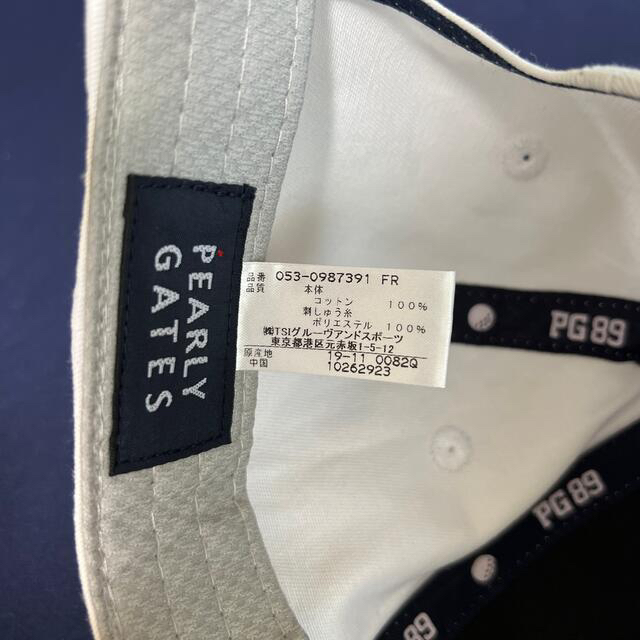 PEARLY
GATES
品番 053-0987391 FR
品質 本体
コットン 100%
刺しゅう糸
ポリエステル 100%
㈱TSIグルーヴアンドスポーツ
東京都港区元赤坂1-5-12
原産地 19-11 0082Q
中国 10262923
PG89
PG89
89